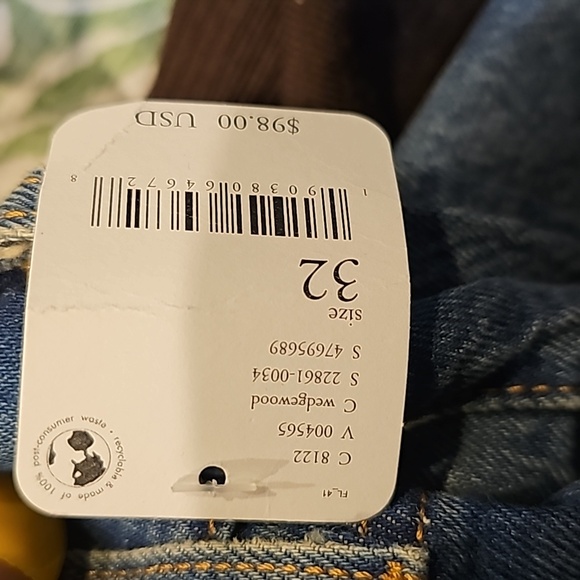 FL_41
C 8122
V 004565
C wedgewood
S 22861-0034
S 47695689
size
32
1 90380 64672 8
$98.00 USD
recyclable & made of 100% post-consumer waste •